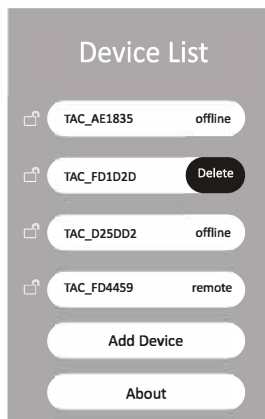 Device List
TAC_AE1835 offline
TAC_FD1D2D Delete
TAC_D25DD2 offline
TAC_FD4459 remote
Add Device
About